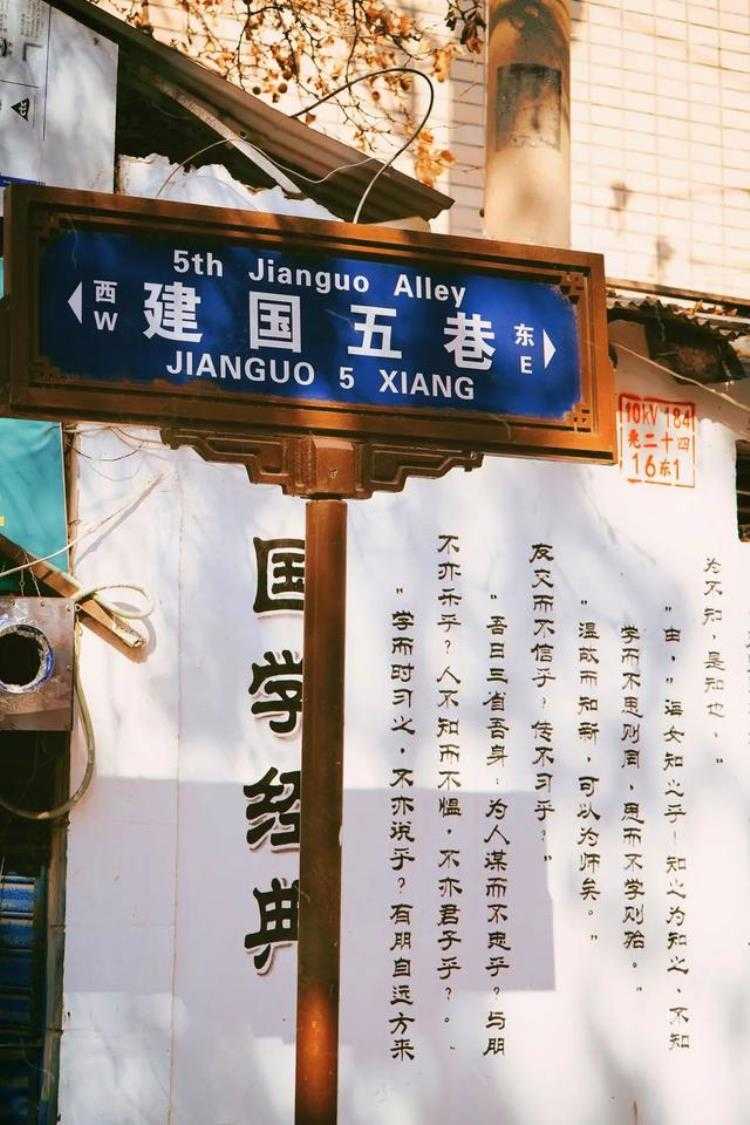 5th Jianguo Alley
西 建国五巷 东
W E
JIANGUO 5 XIANG
10kV 184
兆二十四
16东1
国学经典
"学而时习之，不亦说乎？有朋自远方来
不亦乐乎？人不知而不愠，不亦君子乎？。"
"吾日三省吾身：为人谋而不忠乎？与朋
友交而不信乎？传不习乎？"
"温故而知新，可以为师矣。"
学而不思则罔，思而不学则殆。"
"由，"诲女知之乎！知之为知之，不知
为不知，是知也，"